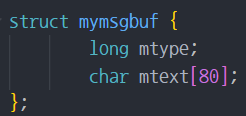 struct mymsgbuf {
        long mtype;
        char mtext[80];
};